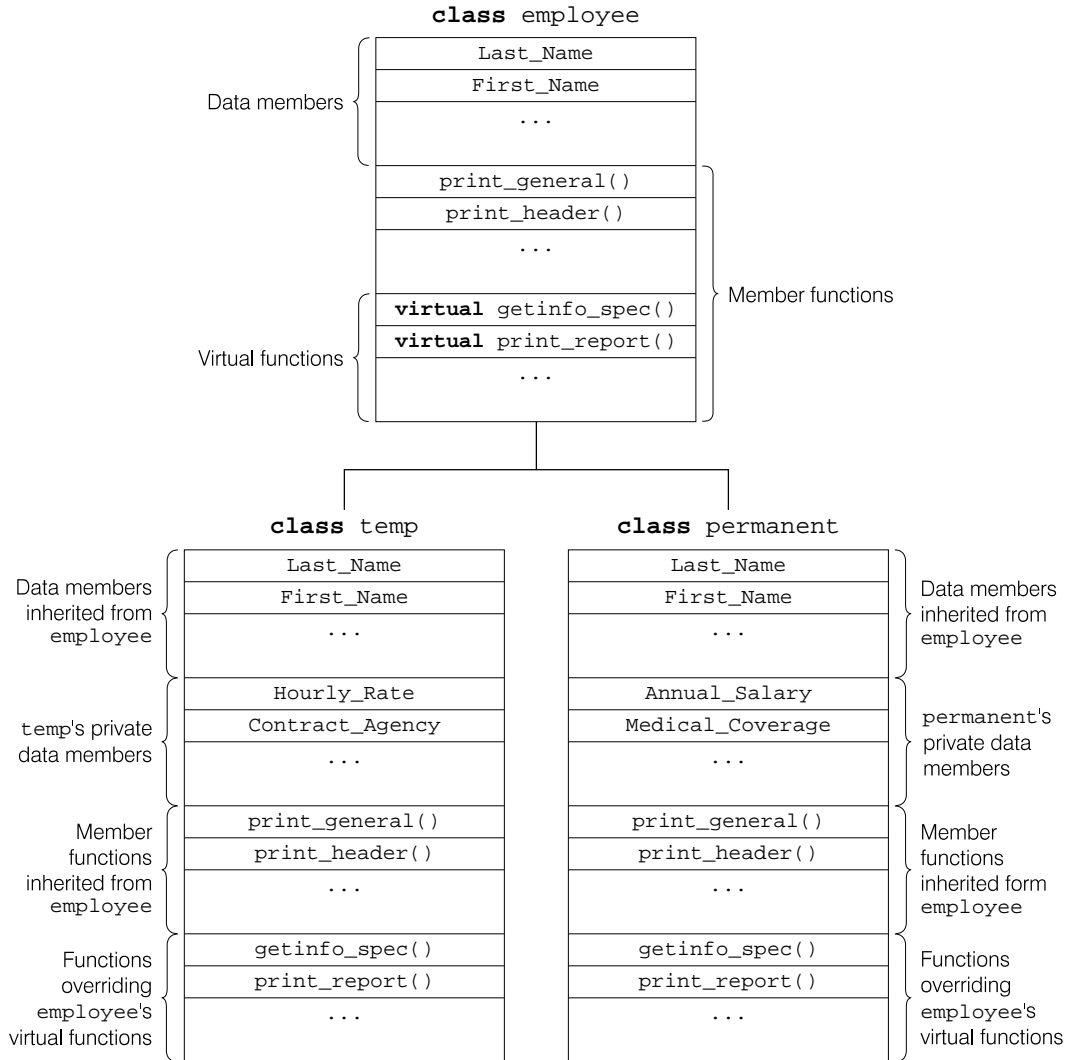 class employee
Last_Name
First_Name
...
Data members
print_general()
print_header()
...
Member functions
virtual getinfo_spec()
virtual print_report()
...
Virtual functions
class temp
Last_Name
First_Name
...
Data members
inherited from
employee
Hourly_Rate
Contract_Agency
...
temp's private
data members
print_general()
print_header()
...
Member
functions
inherited from
employee
getinfo_spec()
print_report()
...
Functions
overriding
employee's
virtual functions
class permanent
Last_Name
First_Name
...
Data members
inherited from
employee
Annual_Salary
Medical_Coverage
...
permanent's
private data
members
print_general()
print_header()
...
Member
functions
inherited form
employee
getinfo_spec()
print_report()
...
Functions
overriding
employee's
virtual functions